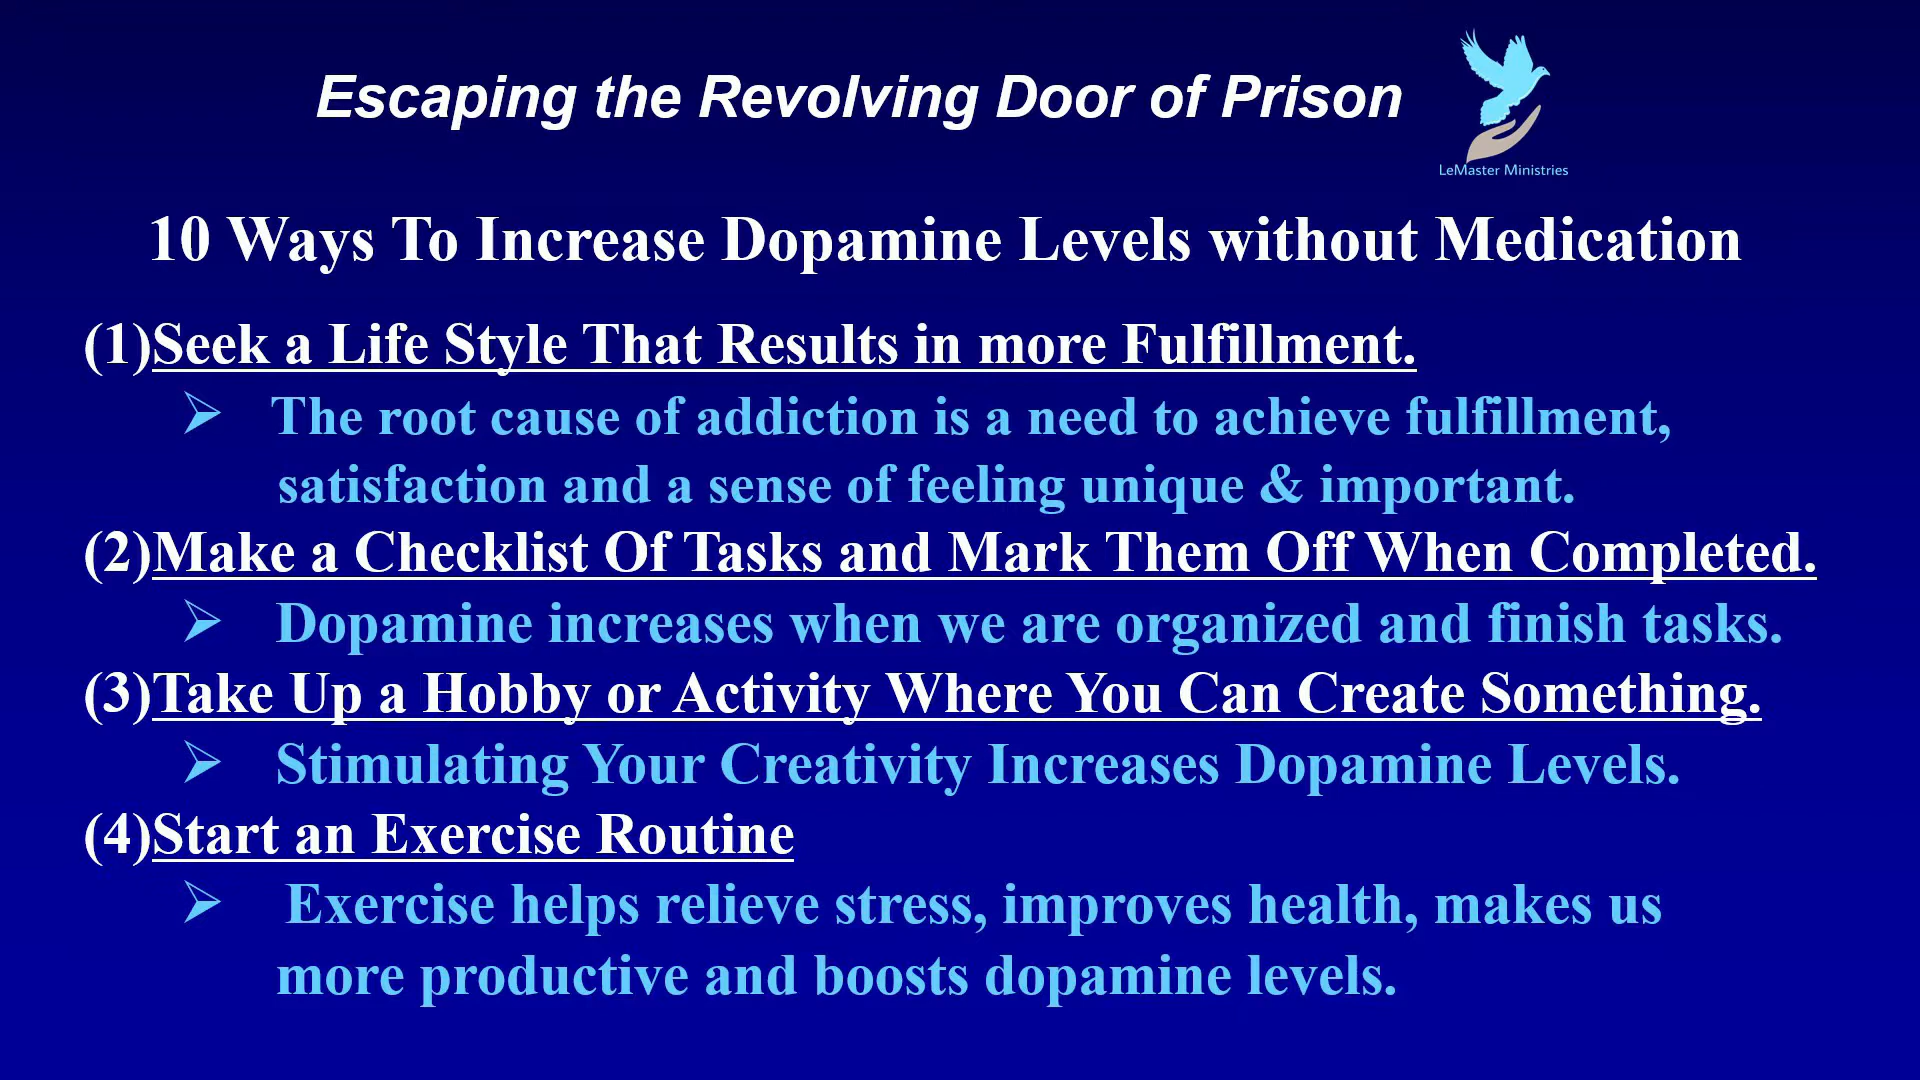 Escaping the Revolving Door of Prison
LeMaster Ministries
10 Ways To Increase Dopamine Levels without Medication
(1)Seek a Life Style That Results in more Fulfillment.
➢ The root cause of addiction is a need to achieve fulfillment,
satisfaction and a sense of feeling unique & important.
(2)Make a Checklist Of Tasks and Mark Them Off When Completed.
➢ Dopamine increases when we are organized and finish tasks.
(3)Take Up a Hobby or Activity Where You Can Create Something.
➢ Stimulating Your Creativity Increases Dopamine Levels.
(4)Start an Exercise Routine
➢ Exercise helps relieve stress, improves health, makes us
more productive and boosts dopamine levels.